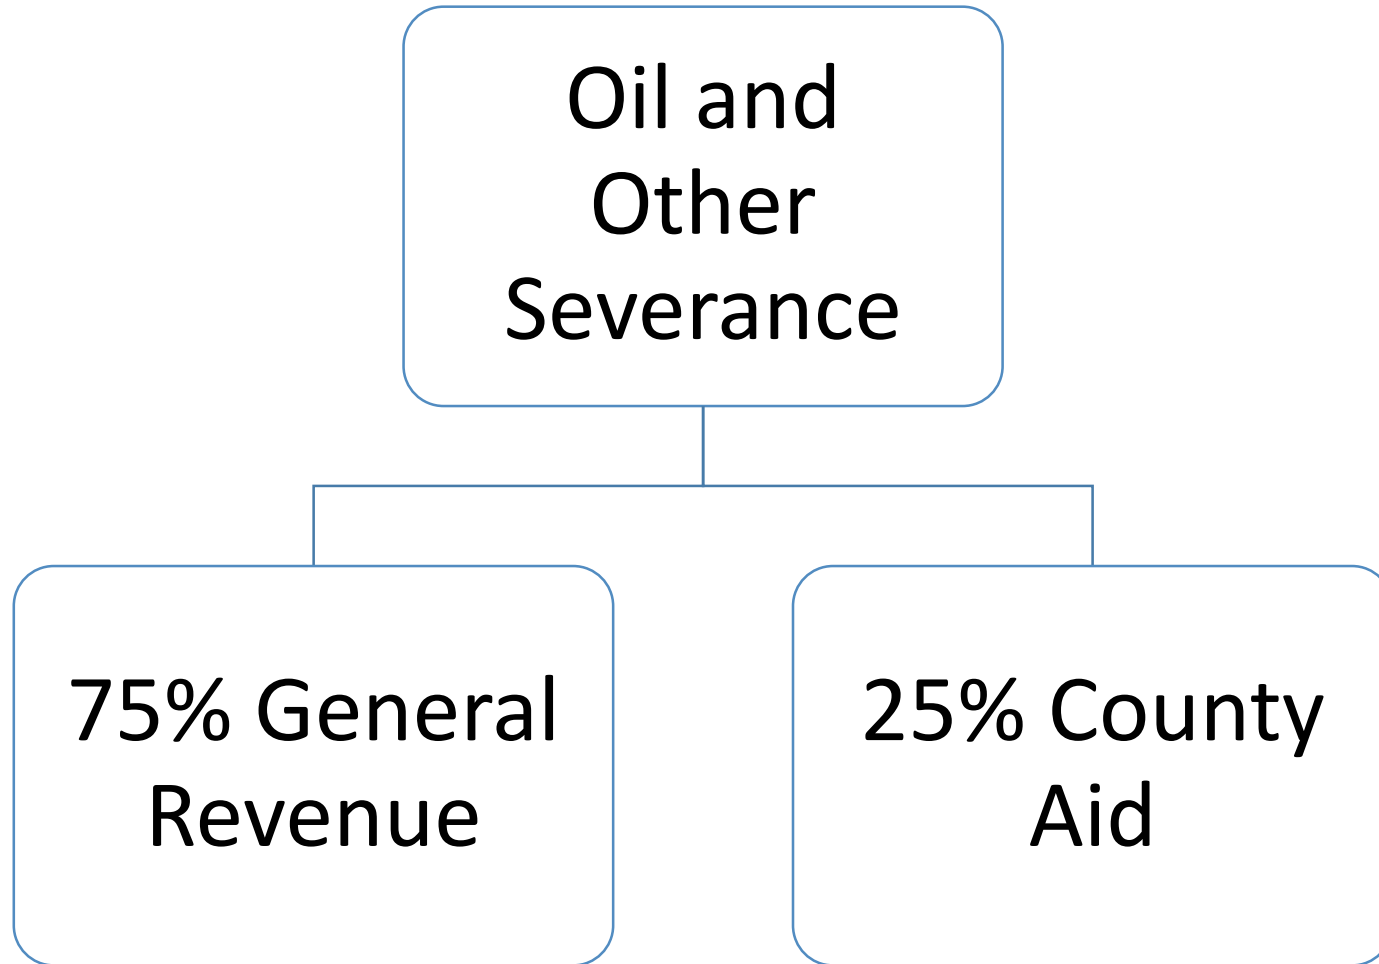 Oil and
Other
Severance
75% General
Revenue
25% County
Aid